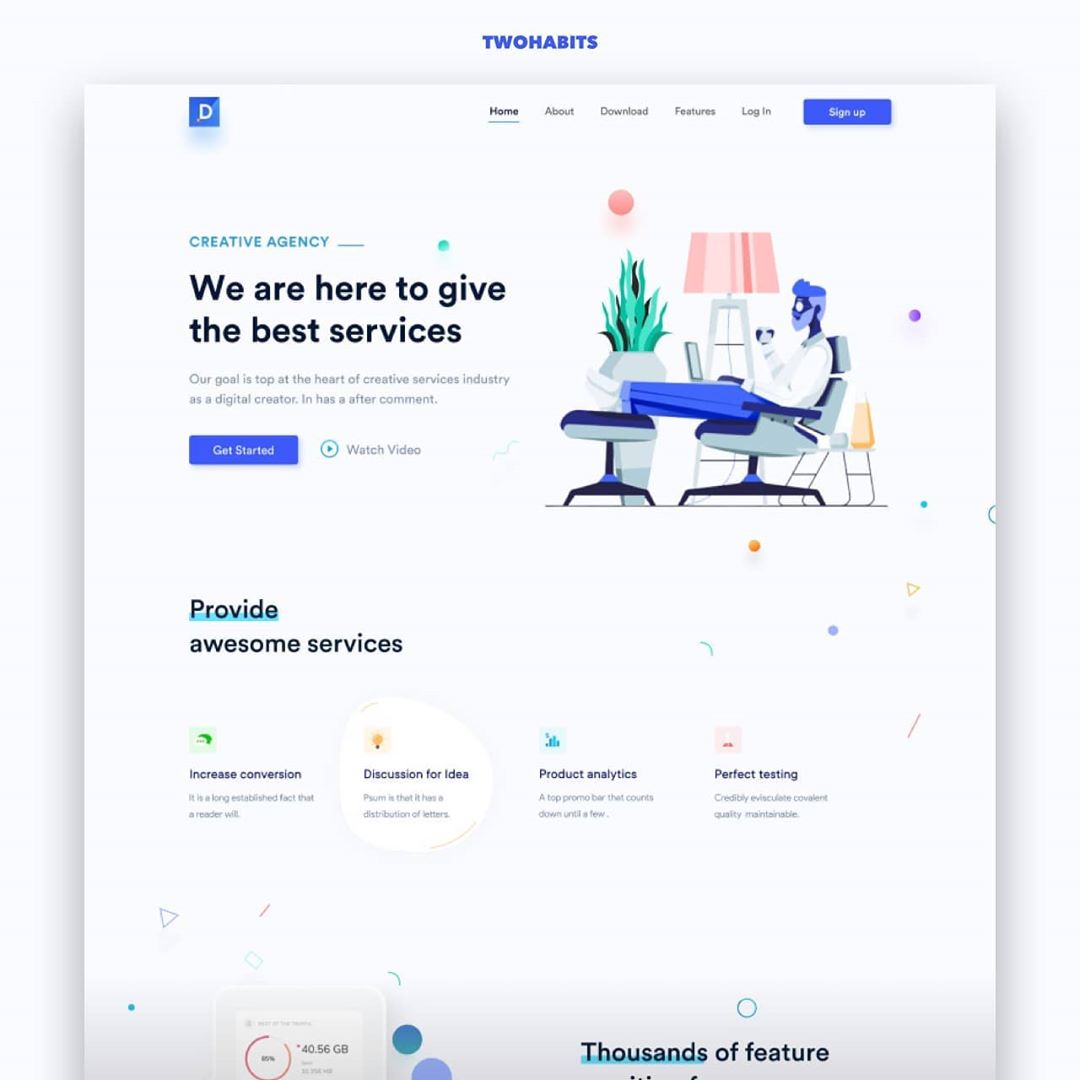 TWOHABITS
D
Home About Download Features Log In Sign up
CREATIVE AGENCY
We are here to give
the best services
Our goal is top at the heart of creative services industry
as a digital creator. In has a after comment.
Get Started Watch Video
Provide
awesome services
Increase conversion
It is a long established fact that
a reader will.
Discussion for Idea
Psum is that it has a
distribution of letters.
Product analytics
A top promo bar that counts
down until a few .
Perfect testing
Credibly evisculate covalent
quality maintainable.
85%
40.56 GB
Thousands of feature